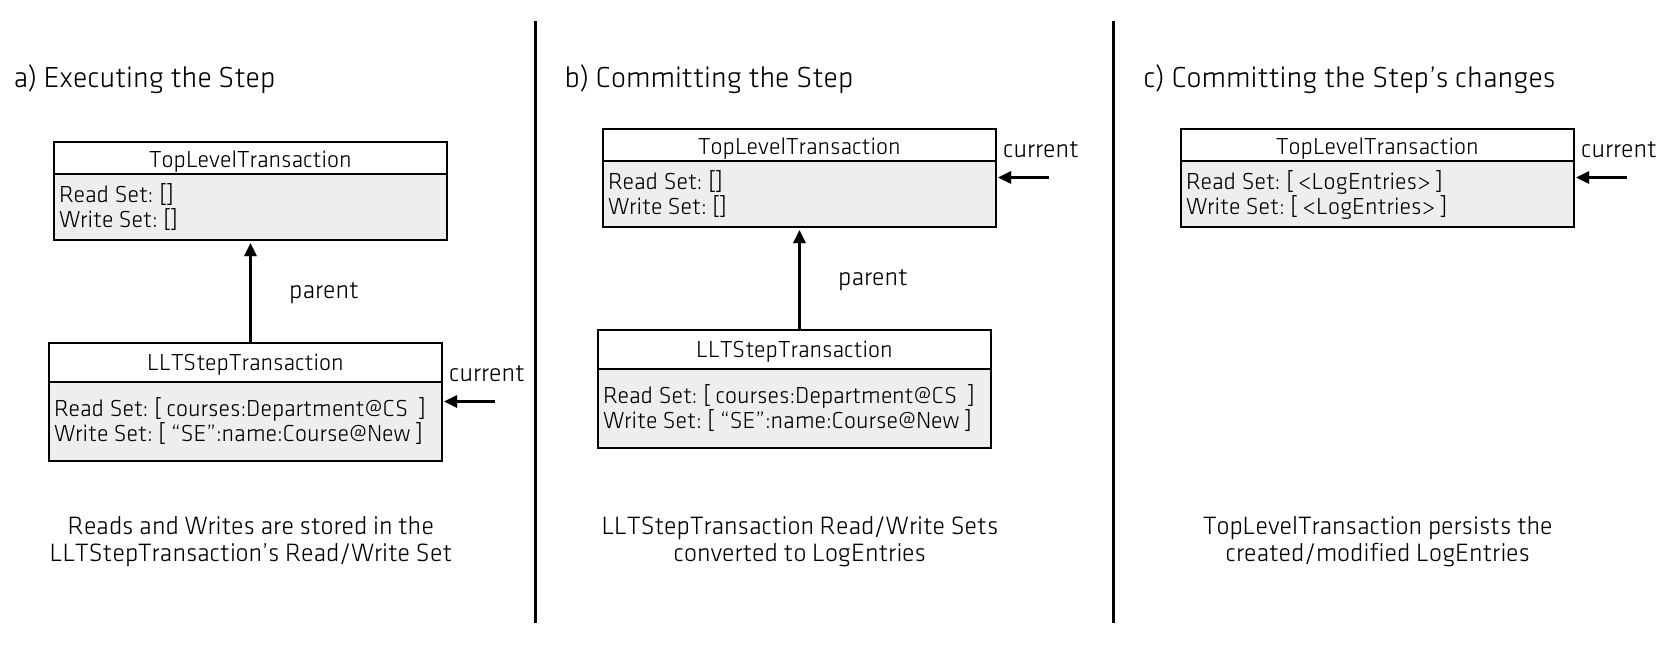 a) Executing the Step
TopLevelTransaction
Read Set: []
Write Set: []
parent
LLTStepTransaction
current
Read Set: [ courses:Department@CS ]
Write Set: [ “SE”:name:Course@New ]
Reads and Writes are stored in the
LLTStepTransaction’s Read/Write Set
b) Committing the Step
TopLevelTransaction
current
Read Set: []
Write Set: []
parent
LLTStepTransaction
Read Set: [ courses:Department@CS ]
Write Set: [ “SE”:name:Course@New ]
LLTStepTransaction Read/Write Sets
converted to LogEntries
c) Committing the Step’s changes
TopLevelTransaction
current
Read Set: [ <LogEntries> ]
Write Set: [ <LogEntries> ]
TopLevelTransaction persists the
created/modified LogEntries